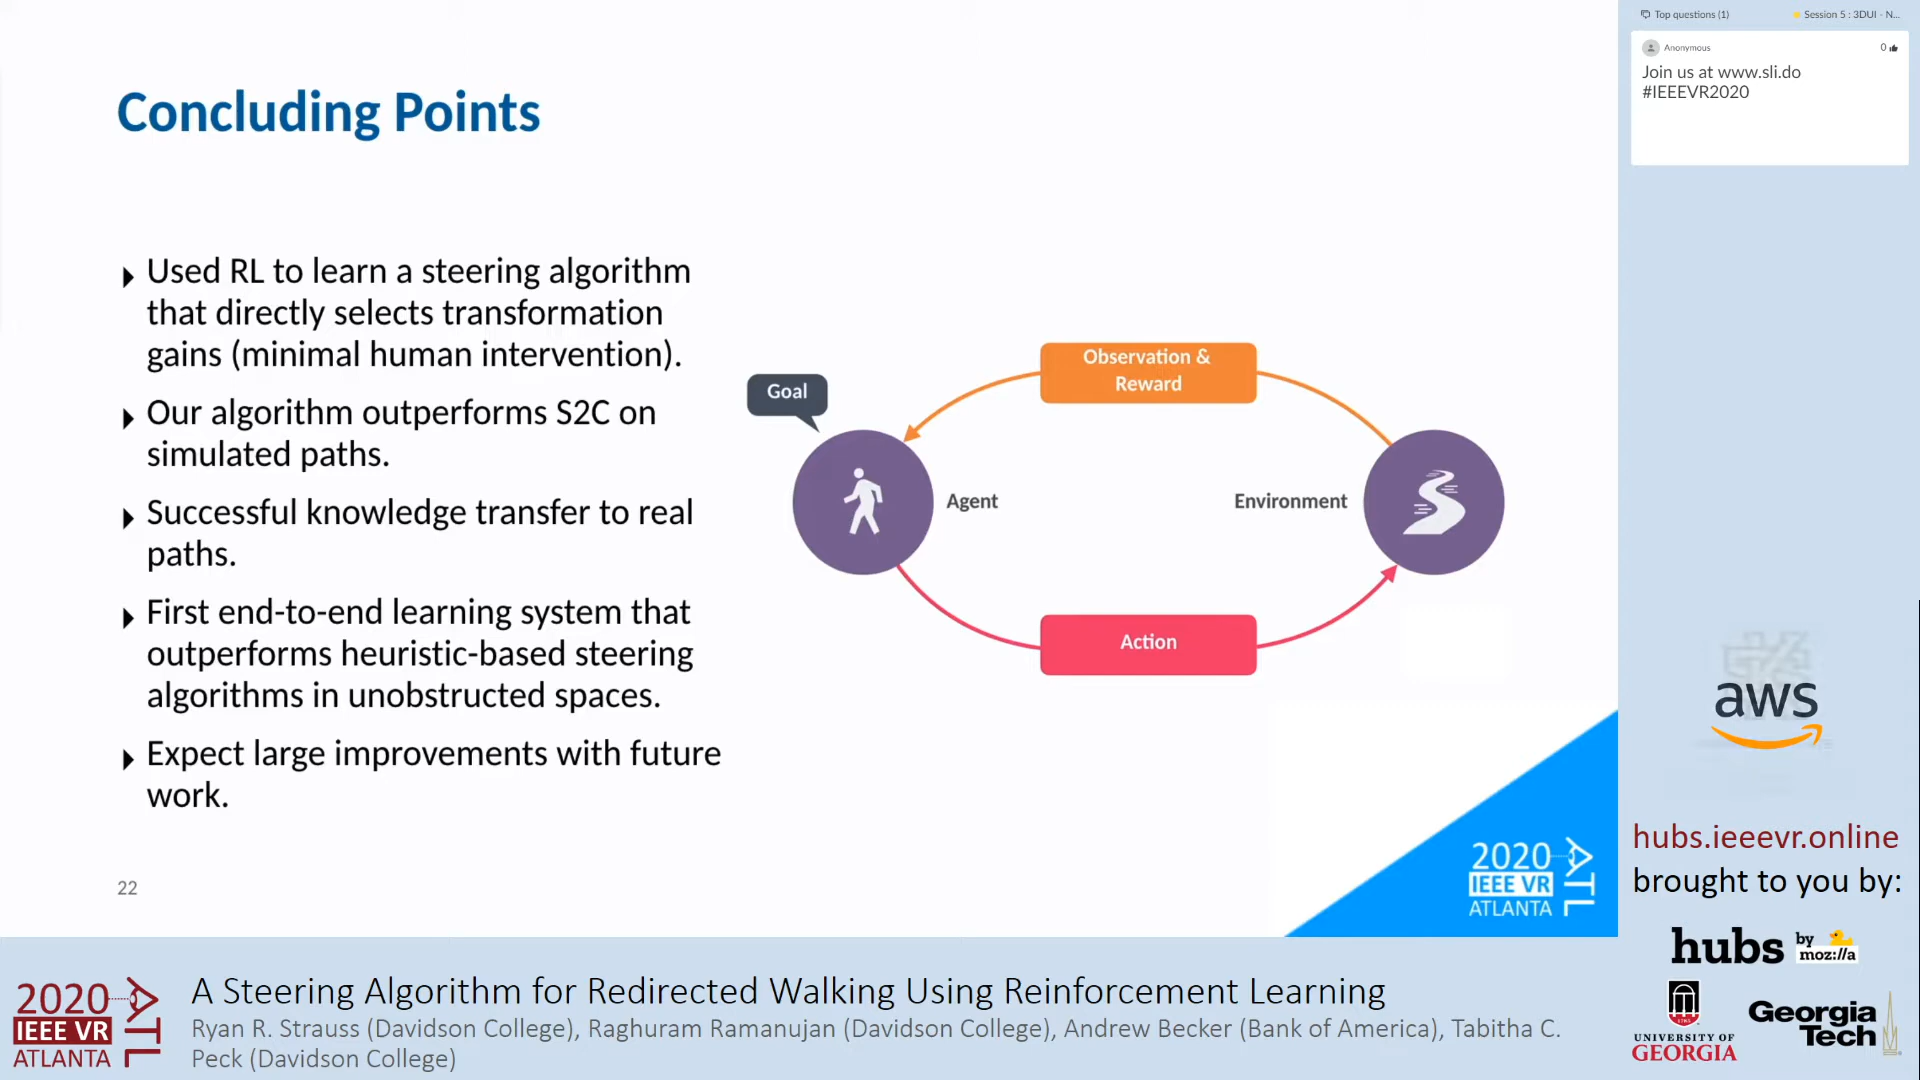 Concluding Points
Used RL to learn a steering algorithm
that directly selects transformation
gains (minimal human intervention).
Our algorithm outperforms S2C on
simulated paths.
Successful knowledge transfer to real
paths.
First end-to-end learning system that
outperforms heuristic-based steering
algorithms in unobstructed spaces.
Expect large improvements with future
work.
22
Goal
Observation &
Reward
Agent
Environment
Action
2020
IEEE VR
ATLANTA
ATL
Top questions (1)
Session 5 : 3DUI - N...
Anonymous
0
Join us at www.sli.do
#IEEEVR2020
aws
hubs.ieeevr.online
brought to you by:
hubs
by
moz://a
UNIVERSITY OF
GEORGIA
Georgia
Tech
2020
IEEE VR
ATLANTA
ATL
A Steering Algorithm for Redirected Walking Using Reinforcement Learning
Ryan R. Strauss (Davidson College), Raghuram Ramanujan (Davidson College), Andrew Becker (Bank of America), Tabitha C.
Peck (Davidson College)